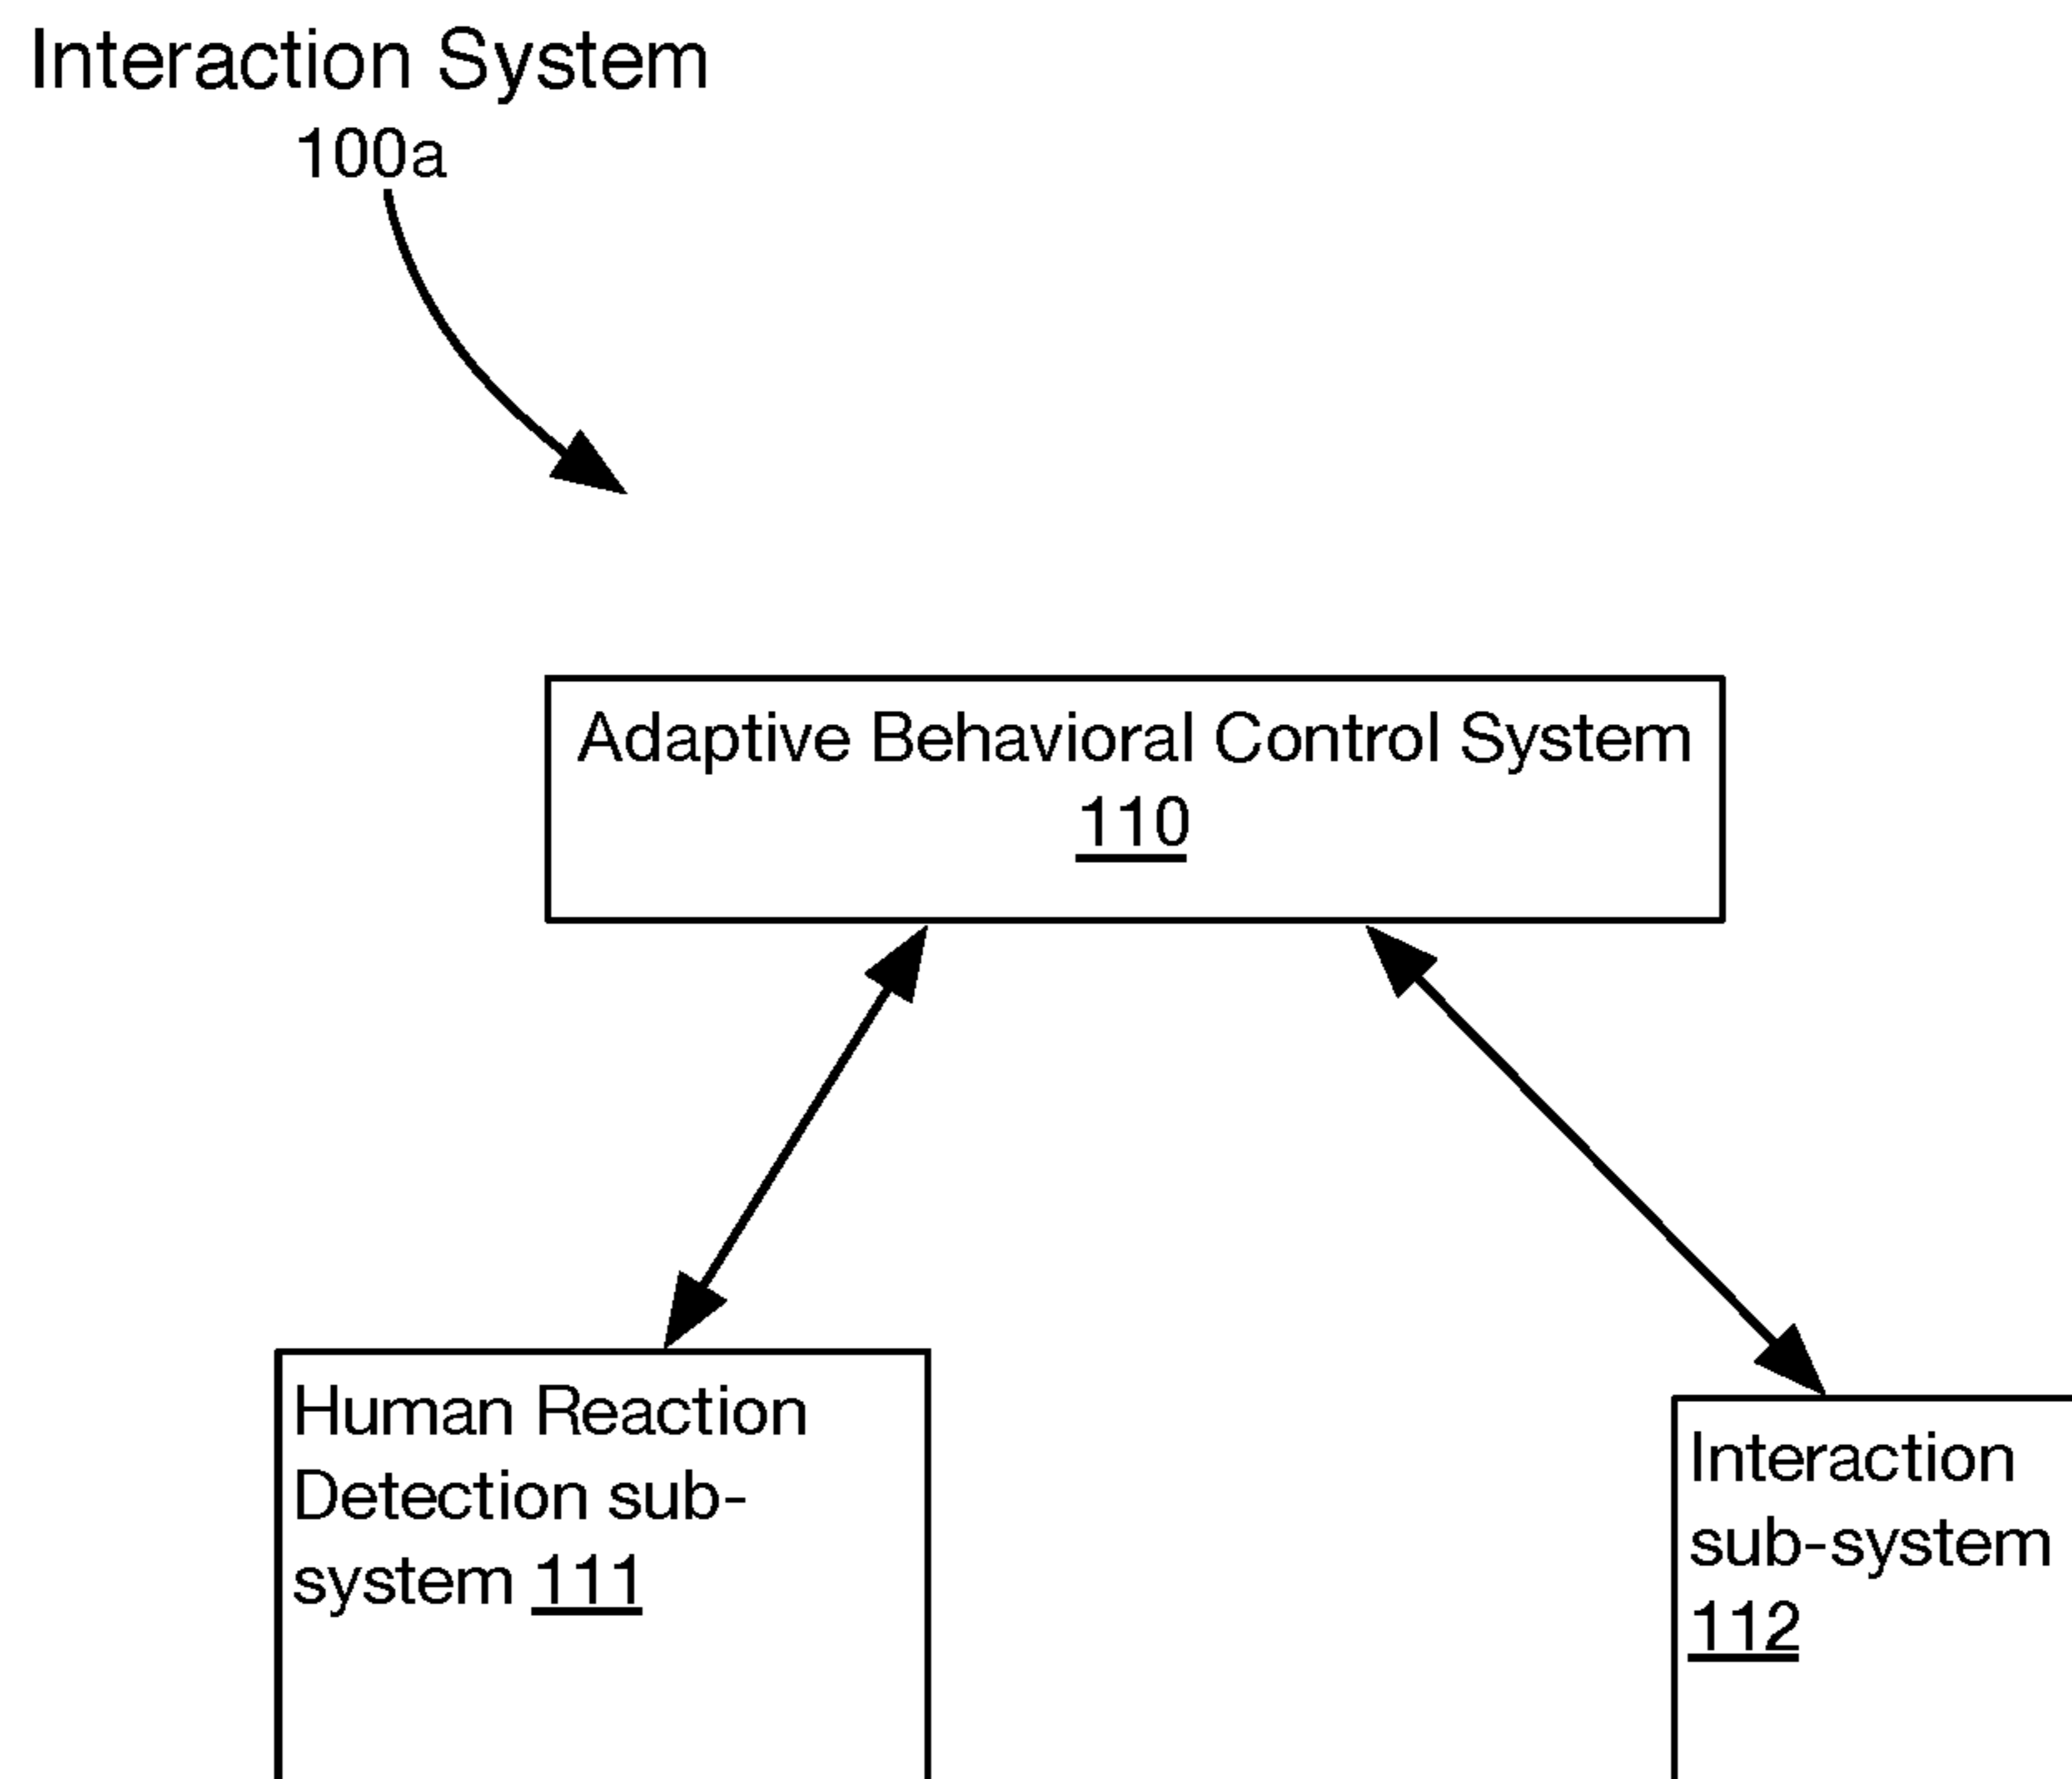 Interaction System
100a
Adaptive Behavioral Control System
110
Human Reaction
Detection sub-
system 111
Interaction
sub-system
112